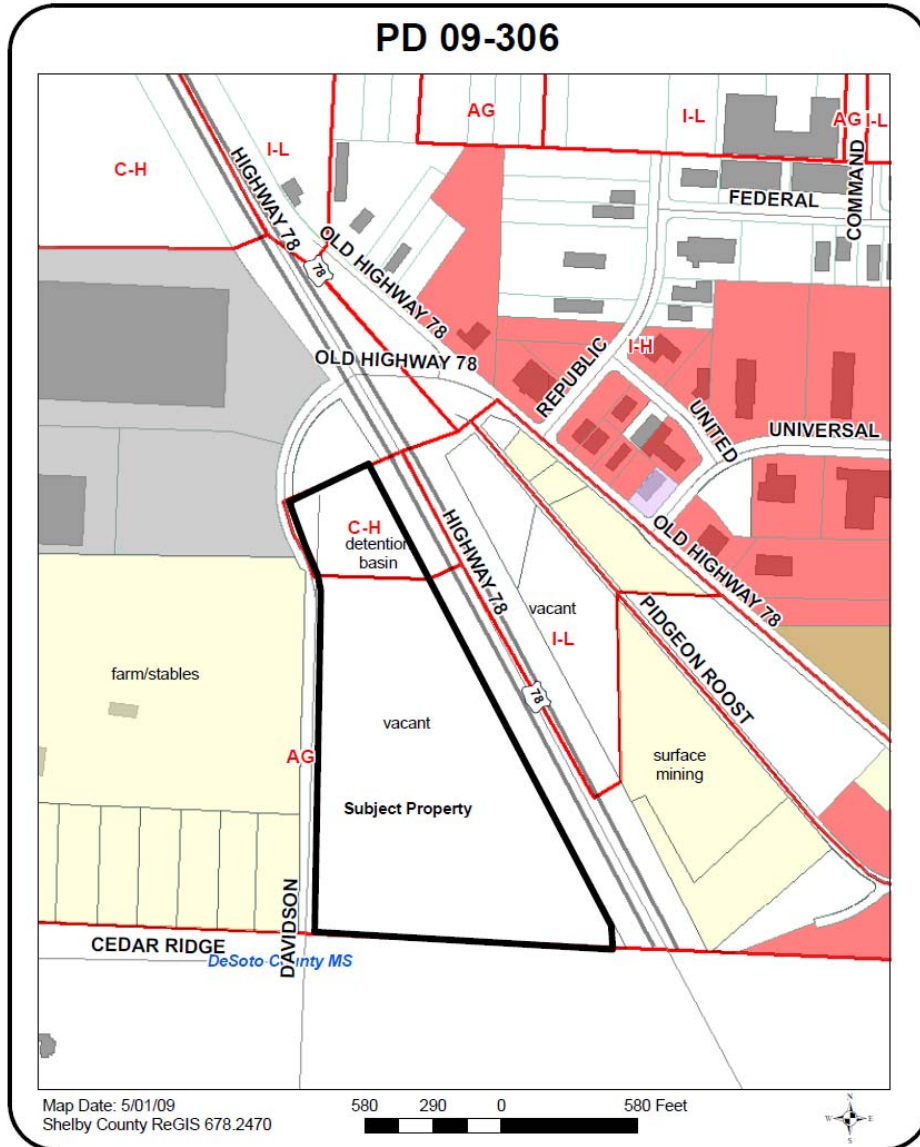 PD 09-306
AG
I-L
AG
I-L
COMMAND
C-H
I-L
HIGHWAY 78
FEDERAL
78
OLD HIGHWAY 78
OLD HIGHWAY 78
REPUBLIC
I-H
UNITED
UNIVERSAL
C-H
detention
basin
HIGHWAY 78
OLD HIGHWAY 78
vacant
I-L
PIDGEON ROOST
farm/stables
78
vacant
AG
surface
mining
Subject Property
DAVIDSON
CEDAR RIDGE
DeSoto County MS
Map Date: 5/01/09
Shelby County ReGIS 678.2470
580 290 0 580 Feet
N
W E
S